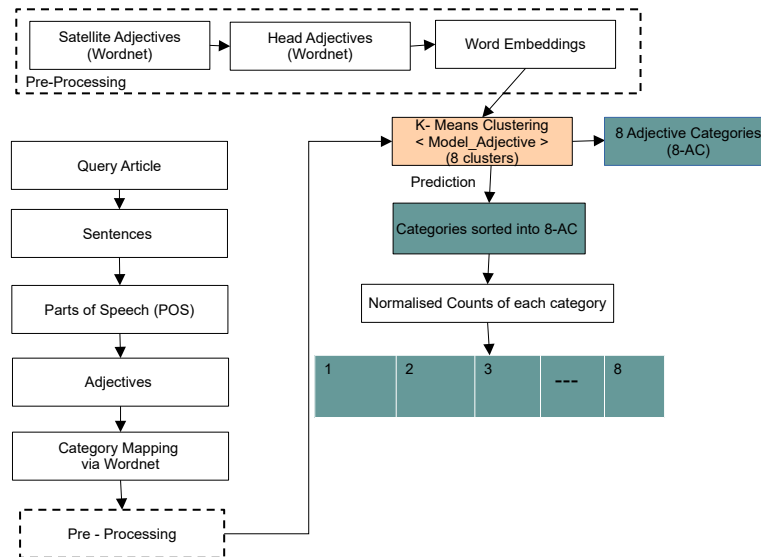 Satellite Adjectives
(Wordnet)
Head Adjectives
(Wordnet)
Word Embeddings
Pre-Processing
K- Means Clustering
< Model_Adjective >
(8 clusters)
8 Adjective Categories
(8-AC)
Prediction
Query Article
Sentences
Parts of Speech (POS)
Adjectives
Category Mapping
via Wordnet
Pre - Processing
Categories sorted into 8-AC
Normalised Counts of each category
1
2
3
---
8